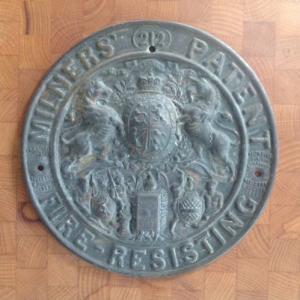 MILNERS' 212 PATENT
FIRE-RESISTING